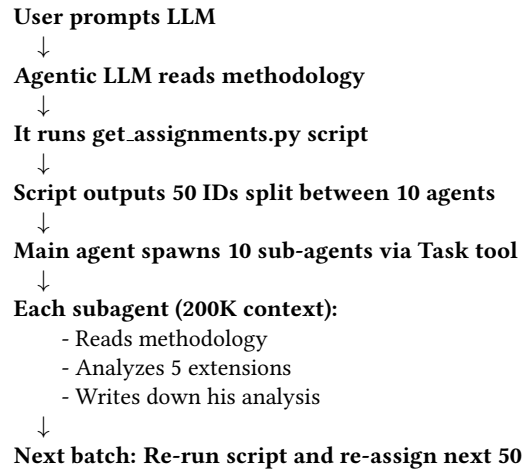 User prompts LLM
↓
Agentic LLM reads methodology
↓
It runs get_assignments.py script
↓
Script outputs 50 IDs split between 10 agents
↓
Main agent spawns 10 sub-agents via Task tool
↓
Each subagent (200K context):
- Reads methodology
- Analyzes 5 extensions
- Writes down his analysis
↓
Next batch: Re-run script and re-assign next 50